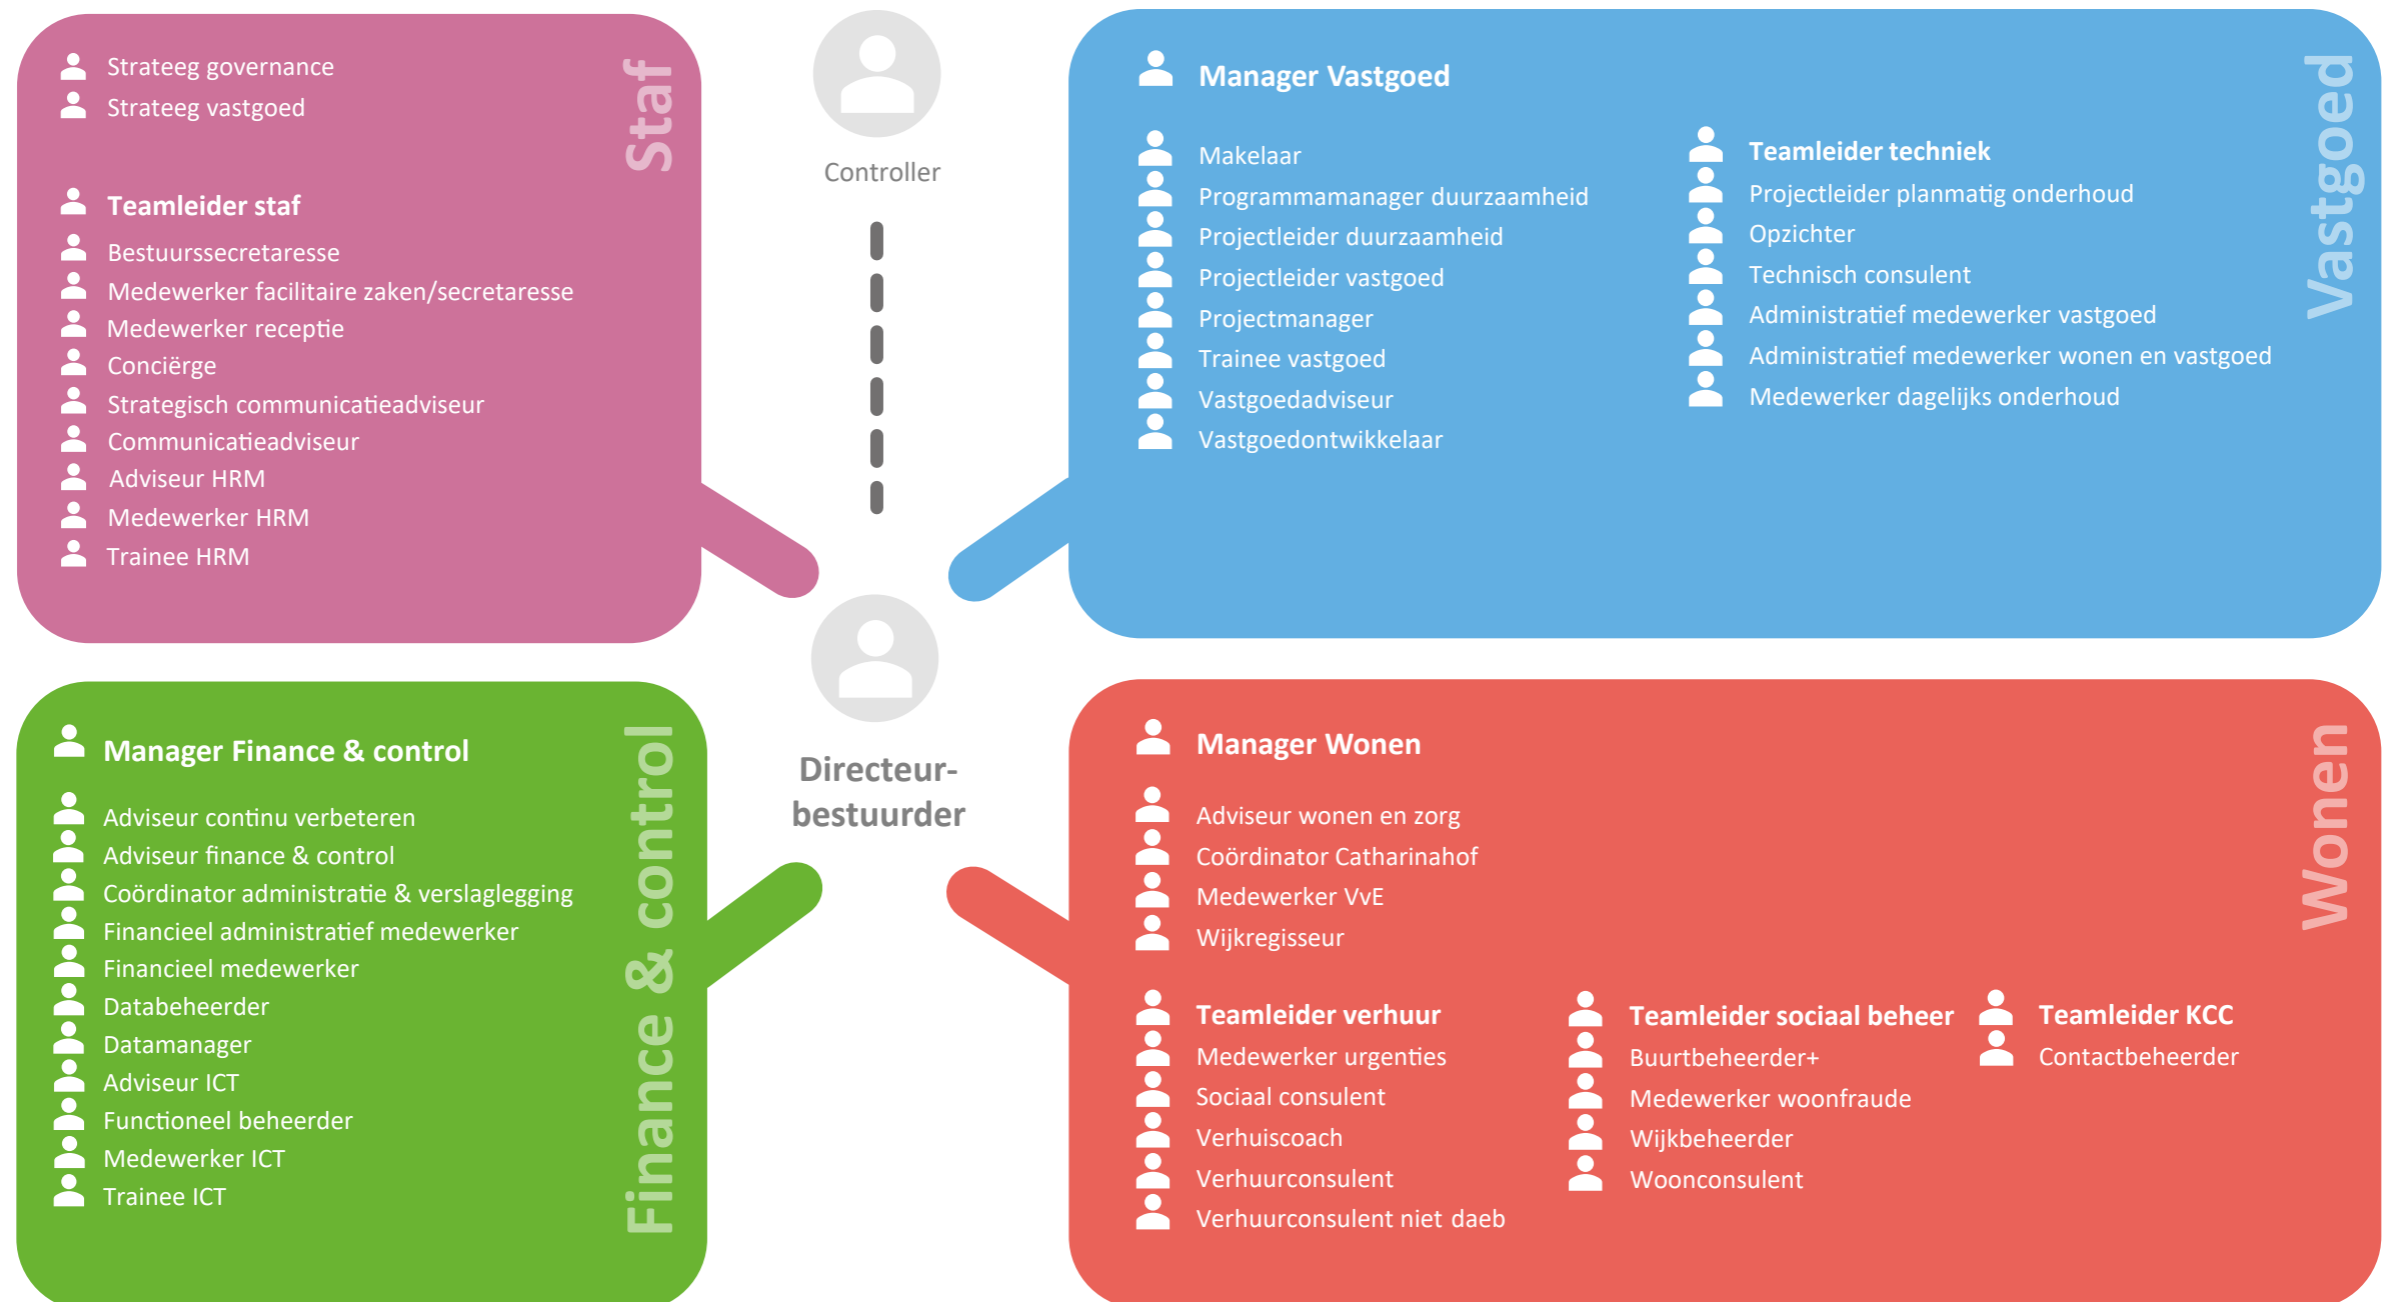 Staf
Strateeg governance
Strateeg vastgoed
Teamleider staf
Bestuurssecretaresse
Medewerker facilitaire zaken/secretaresse
Medewerker receptie
Conciërge
Strategisch communicatieadviseur
Communicatieadviseur
Adviseur HRM
Medewerker HRM
Trainee HRM
Controller
Vastgoed
Manager Vastgoed
Makelaar
Programmamanager duurzaamheid
Projectleider duurzaamheid
Projectleider vastgoed
Projectmanager
Trainee vastgoed
Vastgoedadviseur
Vastgoedontwikkelaar
Teamleider techniek
Projectleider planmatig onderhoud
Opzichter
Technisch consulent
Administratief medewerker vastgoed
Administratief medewerker wonen en vastgoed
Medewerker dagelijks onderhoud
Directeur-
bestuurder
Finance & control
Manager Finance & control
Adviseur continu verbeteren
Adviseur finance & control
Coördinator administratie & verslaglegging
Financieel administratief medewerker
Financieel medewerker
Databeheerder
Datamanager
Adviseur ICT
Functioneel beheerder
Medewerker ICT
Trainee ICT
Wonen
Manager Wonen
Adviseur wonen en zorg
Coördinator Catharinahof
Medewerker VvE
Wijkregisseur
Teamleider verhuur
Medewerker urgenties
Sociaal consulent
Verhuiscoach
Verhuurconsulent
Verhuurconsulent niet daeb
Teamleider sociaal beheer
Buurtbeheerder+
Medewerker woonfraude
Wijkbeheerder
Woonconsulent
Teamleider KCC
Contactbeheerder